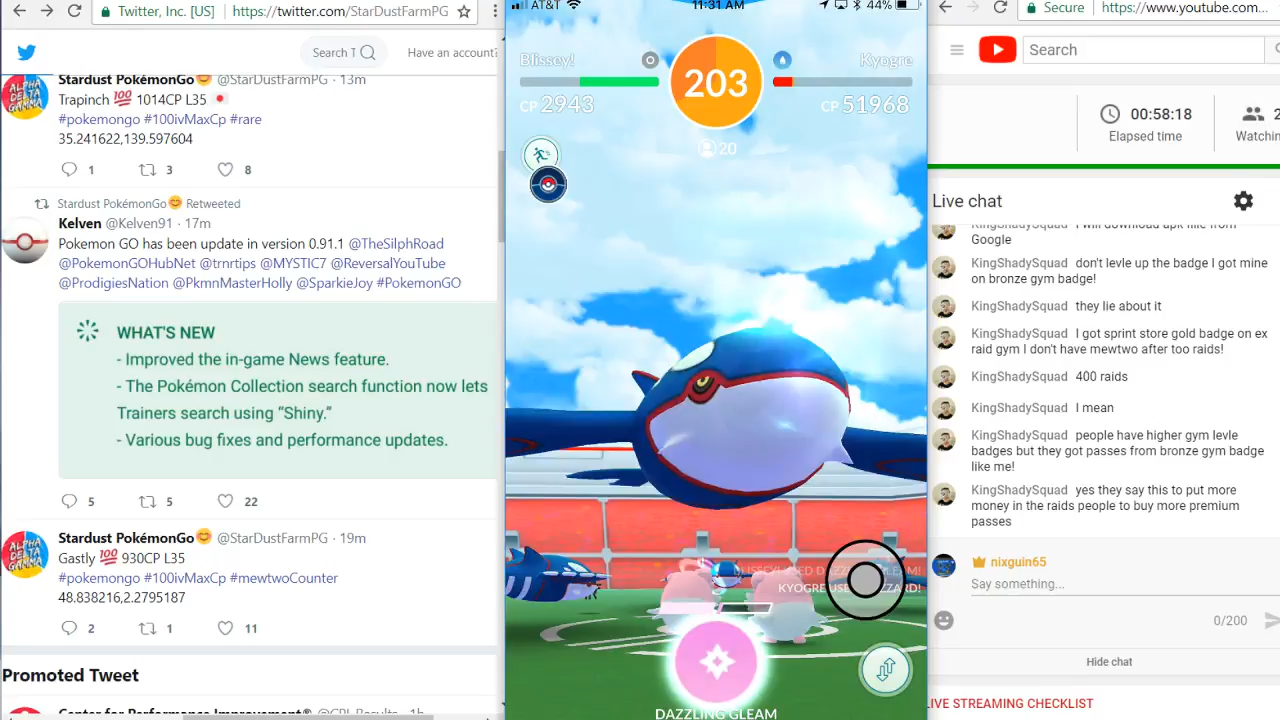 Twitter, Inc. [US]
https://twitter.com/StarDustFarmPG
Have an account?
Stardust PokémonGo😊 @StarDustFarmPG · 13m
Trapinch 💯 1014CP L35
#pokemongo #100ivMaxCp #rare
35.241622,139.597604
1 3 8
Stardust PokémonGo😊 Retweeted
Kelven @Kelven91 · 17m
Pokemon GO has been update in version 0.91.1 @TheSilphRoad
@PokemonGOHubNet @trnrtips @MYSTIC7 @ReversalYouTube
@ProdigiesNation @PkmnMasterHolly @SparkieJoy #PokemonGO
WHAT'S NEW
- Improved the in-game News feature.
- The Pokémon Collection search function now lets
Trainers search using “Shiny.”
- Various bug fixes and performance updates.
5 5 22
Stardust PokémonGo😊 @StarDustFarmPG · 19m
Gastly 💯 930CP L35
#pokemongo #100ivMaxCp #mewtwoCounter
48.835216,2.2795187
2 1 11
Promoted Tweet
Center for Performance Improvement® @CPI_Results · 1h
AT&T 11:31 AM 44%
Blissey!
203
Kyogre
CP 2943
CP 51968
20
KYOGRE USED BLIZZARD!
DAZZLING GLEAM
Secure
https://www.youtube.com
Search
00:58:18
Elapsed time
Live chat
Google
KingShadySquad don't levle up the badge I got mine
on bronze gym badge!
KingShadySquad they lie about it
KingShadySquad I got sprint store gold badge on ex
raid gym I don't have mewtwo after too raids!
KingShadySquad 400 raids
KingShadySquad I mean
KingShadySquad people have higher gym levle
badges but they got passes from bronze gym badge
like me!
KingShadySquad yes they say this to put more
money in the raids people to buy more premium
passes
nixguin65
Say something...
0/200
Hide chat
LIVE STREAMING CHECKLIST